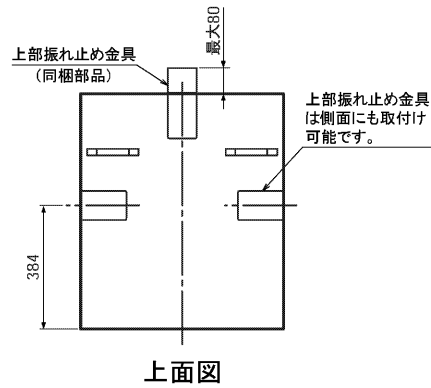 最大80
上部振れ止め金具
(同梱部品)
上部振れ止め金具
は側面にも取付け
可能です。
384
上面図